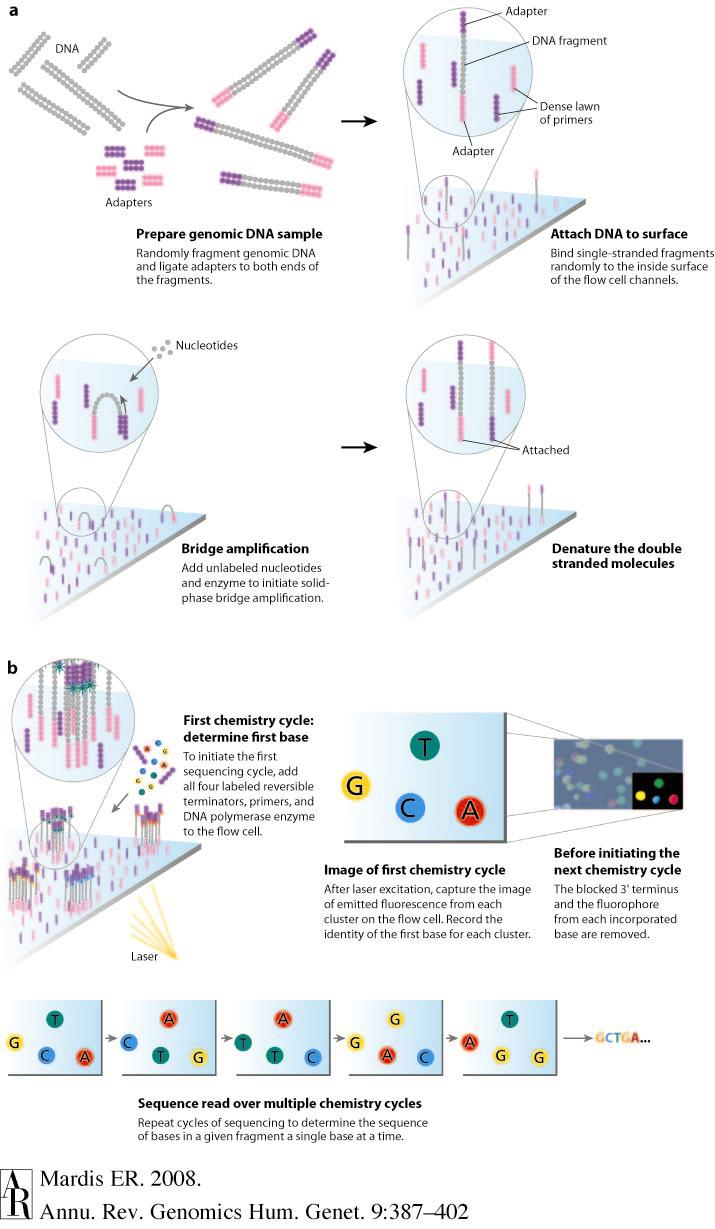 a
DNA
Adapters
Prepare genomic DNA sample
Randomly fragment genomic DNA
and ligate adapters to both ends of
the fragments.
Adapter
DNA fragment
Dense lawn
of primers
Adapter
Attach DNA to surface
Bind single-stranded fragments
randomly to the inside surface
of the flow cell channels.
Nucleotides
Bridge amplification
Add unlabeled nucleotides
and enzyme to initiate solid-
phase bridge amplification.
Attached
Denature the double
stranded molecules
b
First chemistry cycle:
determine first base
To initiate the first
sequencing cycle, add
all four labeled reversible
terminators, primers, and
DNA polymerase enzyme
to the flow cell.
A
C
G
G
A
C
T
G
G
T
Laser
T
G
C
A
Image of first chemistry cycle
After laser excitation, capture the image
of emitted fluorescence from each
cluster on the flow cell. Record the
identity of the first base for each cluster.
Before initiating the
next chemistry cycle
The blocked 3' terminus
and the fluorophore
from each incorporated
base are removed.
T
G
C
A
A
C
T
G
A
T
T
C
G
G
A
C
T
A
G
G
GCTGA...
Sequence read over multiple chemistry cycles
Repeat cycles of sequencing to determine the sequence
of bases in a given fragment a single base at a time.
AR
Mardis ER. 2008.
Annu. Rev. Genomics Hum. Genet. 9:387–402